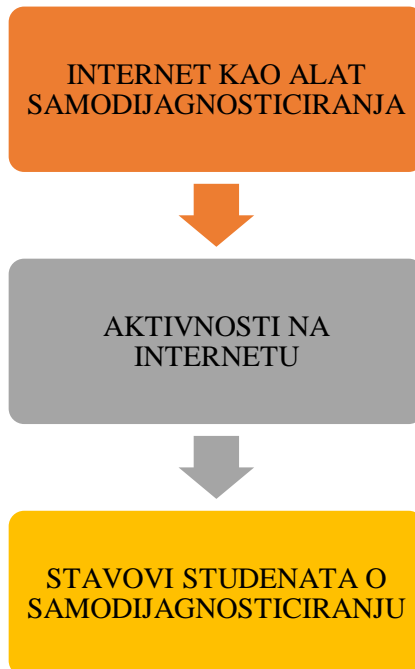 INTERNET KAO ALAT
SAMODIJAGNOSTICIRANJA
AKTIVNOSTI NA
INTERNETU
STAVOVI STUDENATA O
SAMODIJAGNOSTICIRANJU